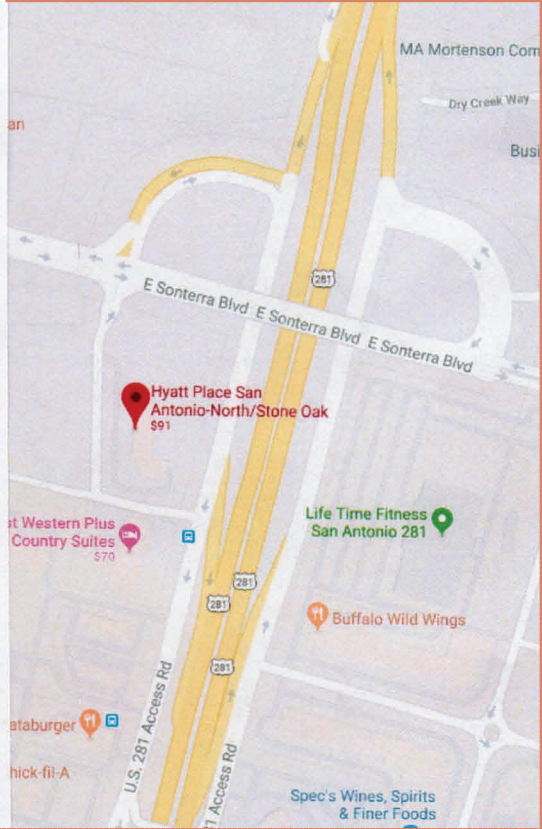 MA Mortenson Com
Dry Creek Way
an
Busi
281
E Sonterra Blvd E Sonterra Blvd E Sonterra Blvd
Hyatt Place San
Antonio-North/Stone Oak
$91
st Western Plus
Country Suites
$70
Life Time Fitness
San Antonio 281
281
281
Buffalo Wild Wings
281
U.S. 281 Access Rd
ataburger
hick-fil-A
1 Access Rd
Spec's Wines, Spirits
& Finer Foods